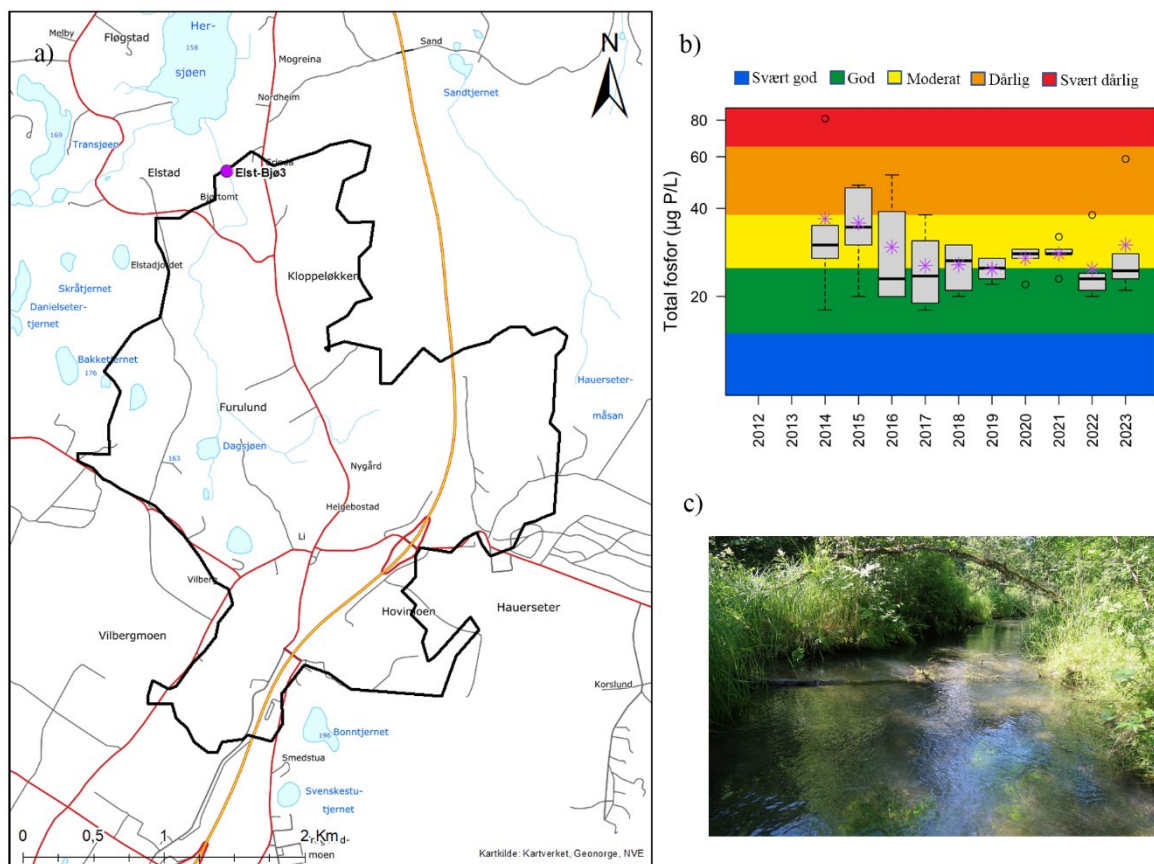 a)
Melby
Fløgstad
Her-
158
sjøen
Mogreina
Sand
N
Nordheim
Sandtjernet
169
Transjøen
Elstad
Elst-Bjø3
Bjørtomt
Elstadjordet
Kloppeløkken
Skråtjernet
Danielseter-
tjernet
Bakketjernet
176
Hauerseter-
måsan
Furulund
Dagsjøen
163
Nygård
Helgebostad
Li
Vilberg
Hovimoen
Hauerseter
Vilbergmoen
Korslund
196
Bonntjernet
Smedstua
Svenskestu-
tjernet
0 0,5 1 2 Km
moen
Kartkilde: Kartverket, Geonorge, NVE
b)
Svært god God Moderat Dårlig Svært dårlig
Total fosfor (µg P/L)
80
60
40
20
2012 2013 2014 2015 2016 2017 2018 2019 2020 2021 2022 2023
c)